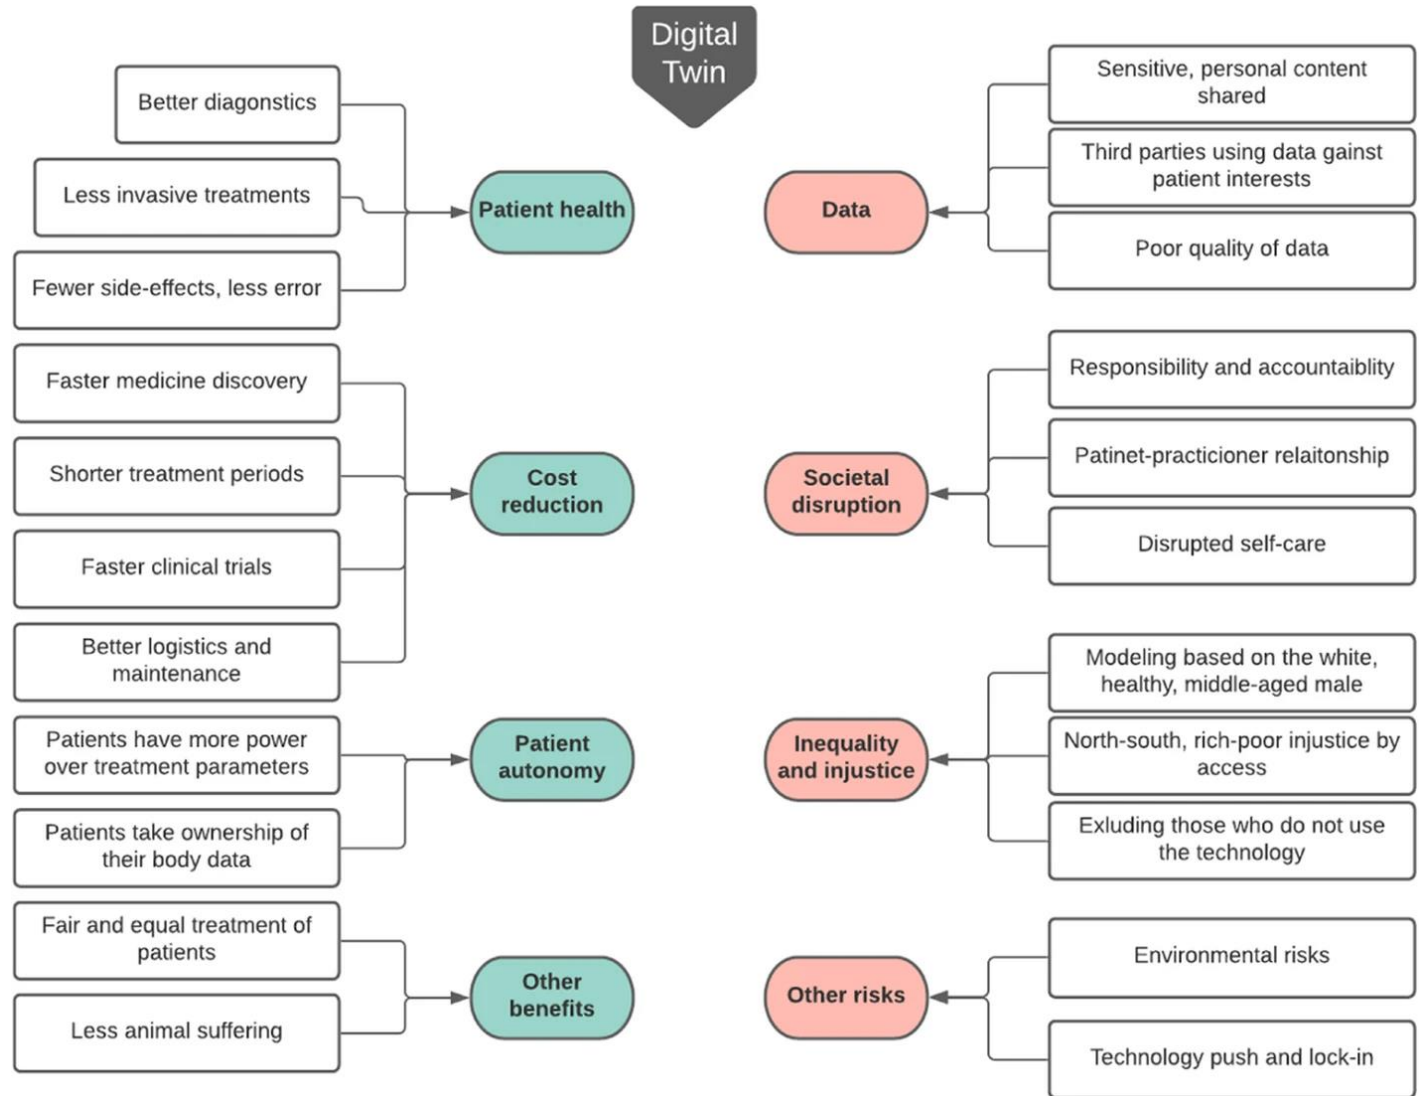 Digital
Twin
Better diagonstics
Less invasive treatments
Fewer side-effects, less error
Patient health
Faster medicine discovery
Shorter treatment periods
Faster clinical trials
Better logistics and
maintenance
Cost
reduction
Patients have more power
over treatment parameters
Patients take ownership of
their body data
Patient
autonomy
Fair and equal treatment of
patients
Less animal suffering
Other
benefits
Sensitive, personal content
shared
Third parties using data gainst
patient interests
Poor quality of data
Data
Responsibility and accountaiblity
Patinet-practicioner relaitonship
Disrupted self-care
Societal
disruption
Modeling based on the white,
healthy, middle-aged male
North-south, rich-poor injustice by
access
Exluding those who do not use
the technology
Inequality
and injustice
Environmental risks
Technology push and lock-in
Other risks